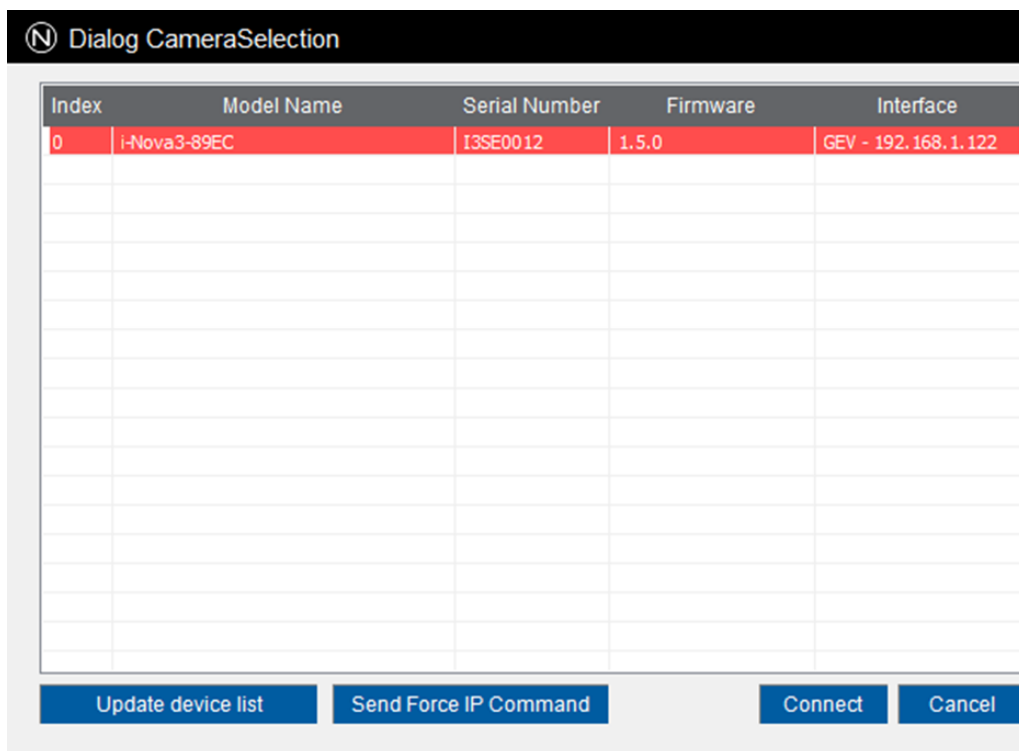 N Dialog CameraSelection
Index Model Name Serial Number Firmware Interface
0 i-Nova3-89EC I3SE0012 1.5.0 GEV - 192.168.1.122
Update device list Send Force IP Command Connect Cancel